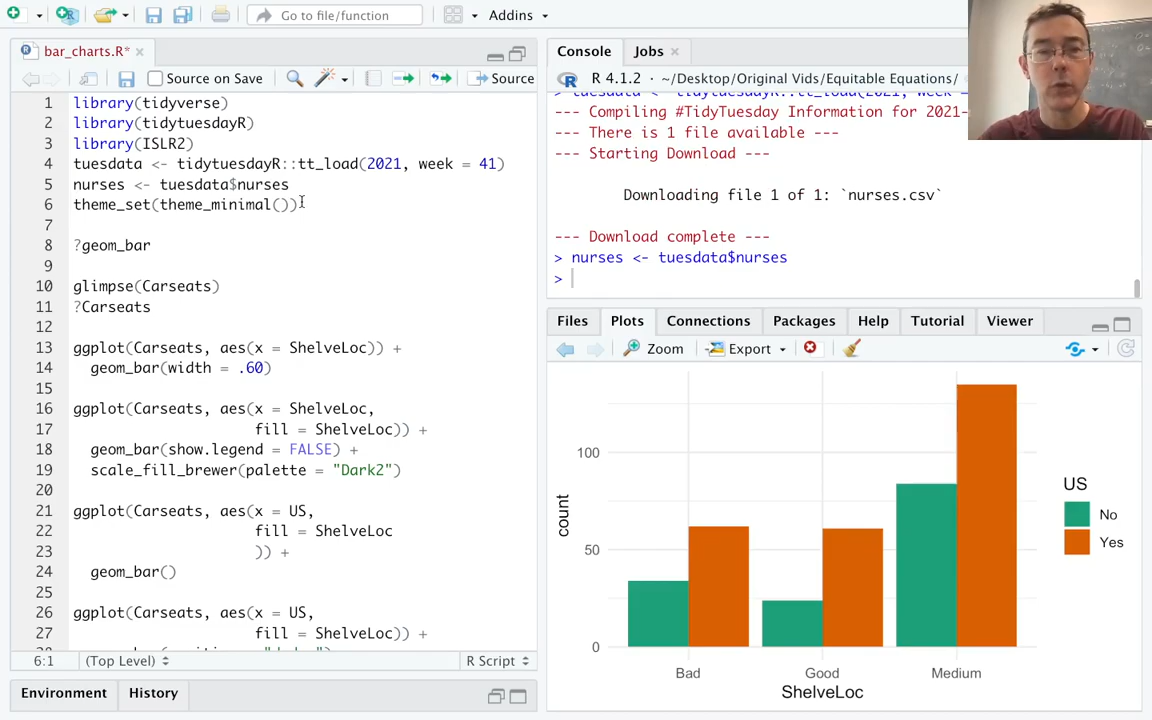 Go to file/function
Addins
bar_charts.R*
Source on Save
Source
1 library(tidyverse)
2 library(tidytuesdayR)
3 library(ISLR2)
4 tuesdata <- tidytuesdayR::tt_load(2021, week = 41)
5 nurses <- tuesdata$nurses
6 theme_set(theme_minimal())
7
8 ?geom_bar
9
10 glimpse(Carseats)
11 ?Carseats
12
13 ggplot(Carseats, aes(x = ShelveLoc)) +
14 geom_bar(width = .60)
15
16 ggplot(Carseats, aes(x = ShelveLoc,
17 fill = ShelveLoc)) +
18 geom_bar(show.legend = FALSE) +
19 scale_fill_brewer(palette = "Dark2")
20
21 ggplot(Carseats, aes(x = US,
22 fill = ShelveLoc
23 )) +
24 geom_bar()
25
26 ggplot(Carseats, aes(x = US,
27 fill = ShelveLoc)) +
6:1 (Top Level) R Script
Environment History
Console Jobs
R 4.1.2 · ~/Desktop/Original Vids/Equitable Equations/
--- Compiling #TidyTuesday Information for 2021-
--- There is 1 file available ---
--- Starting Download ---
Downloading file 1 of 1: `nurses.csv`
--- Download complete ---
> nurses <- tuesdata$nurses
>
Files Plots Connections Packages Help Tutorial Viewer
Zoom Export
count
100
50
0
Bad Good Medium
ShelveLoc
US
No
Yes